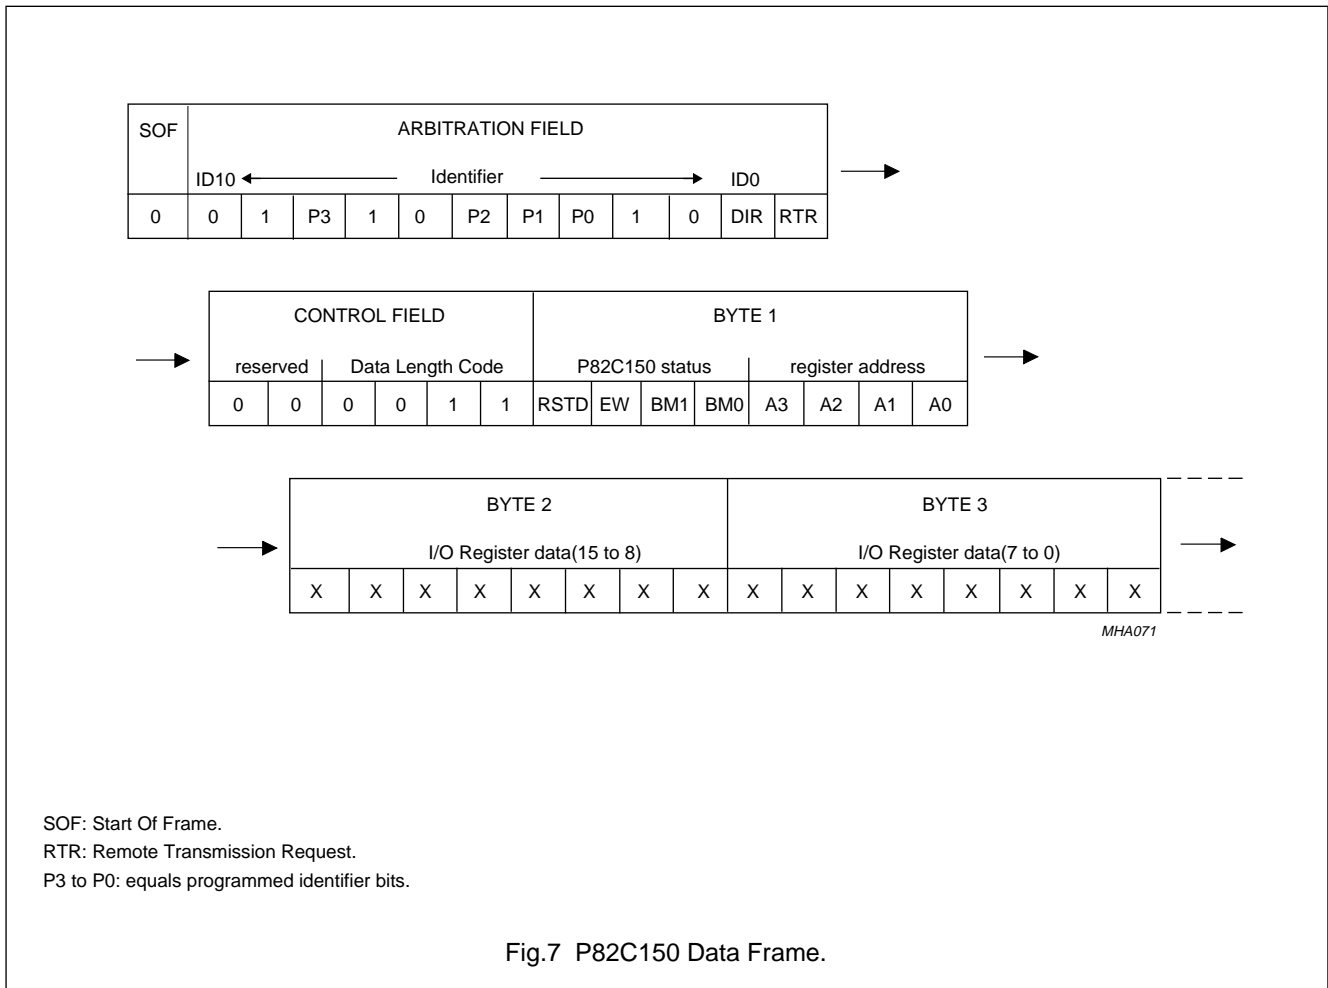 SOF ARBITRATION FIELD
ID10 Identifier ID0
0 0 1 P3 1 0 P2 P1 P0 1 0 DIR RTR
CONTROL FIELD BYTE 1
reserved Data Length Code P82C150 status register address
0 0 0 0 1 1 RSTD EW BM1 BM0 A3 A2 A1 A0
BYTE 2 BYTE 3
I/O Register data(15 to 8) I/O Register data(7 to 0)
X X X X X X X X X X X X X X X X
MHA071
SOF: Start Of Frame.
RTR: Remote Transmission Request.
P3 to P0: equals programmed identifier bits.
Fig.7 P82C150 Data Frame.